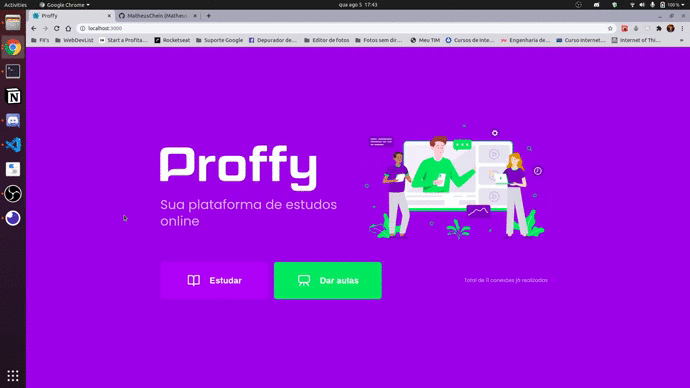 Activities
Google Chrome
qua ago 5 17:43
100 %
Proffy
MatheusChein (Matheus
localhost:3000
Fii's
WebDevList
Start a Profita...
Rocketseat
Suporte Google
Depurador de...
Editor de fotos
Fotos sem dir...
Meu TIM
Cursos de Inte...
Engenharia de...
Curso Internet...
Internet of Thi...
Proffy
Sua plataforma de estudos
online
Estudar
Dar aulas
Total de 11 conexões já realizadas